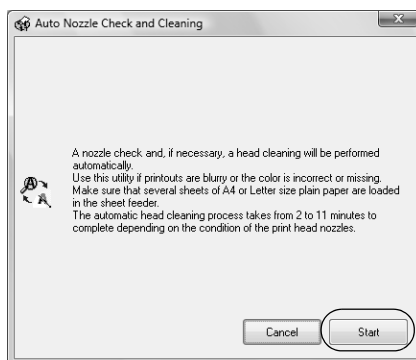 Auto Nozzle Check and Cleaning
A nozzle check and, if necessary, a head cleaning will be performed
automatically.
Use this utility if printouts are blurry or the color is incorrect or missing.
Make sure that several sheets of A4 or Letter size plain paper are loaded
in the sheet feeder.
The automatic head cleaning process takes from 2 to 11 minutes to
complete depending on the condition of the print head nozzles.
Cancel Start